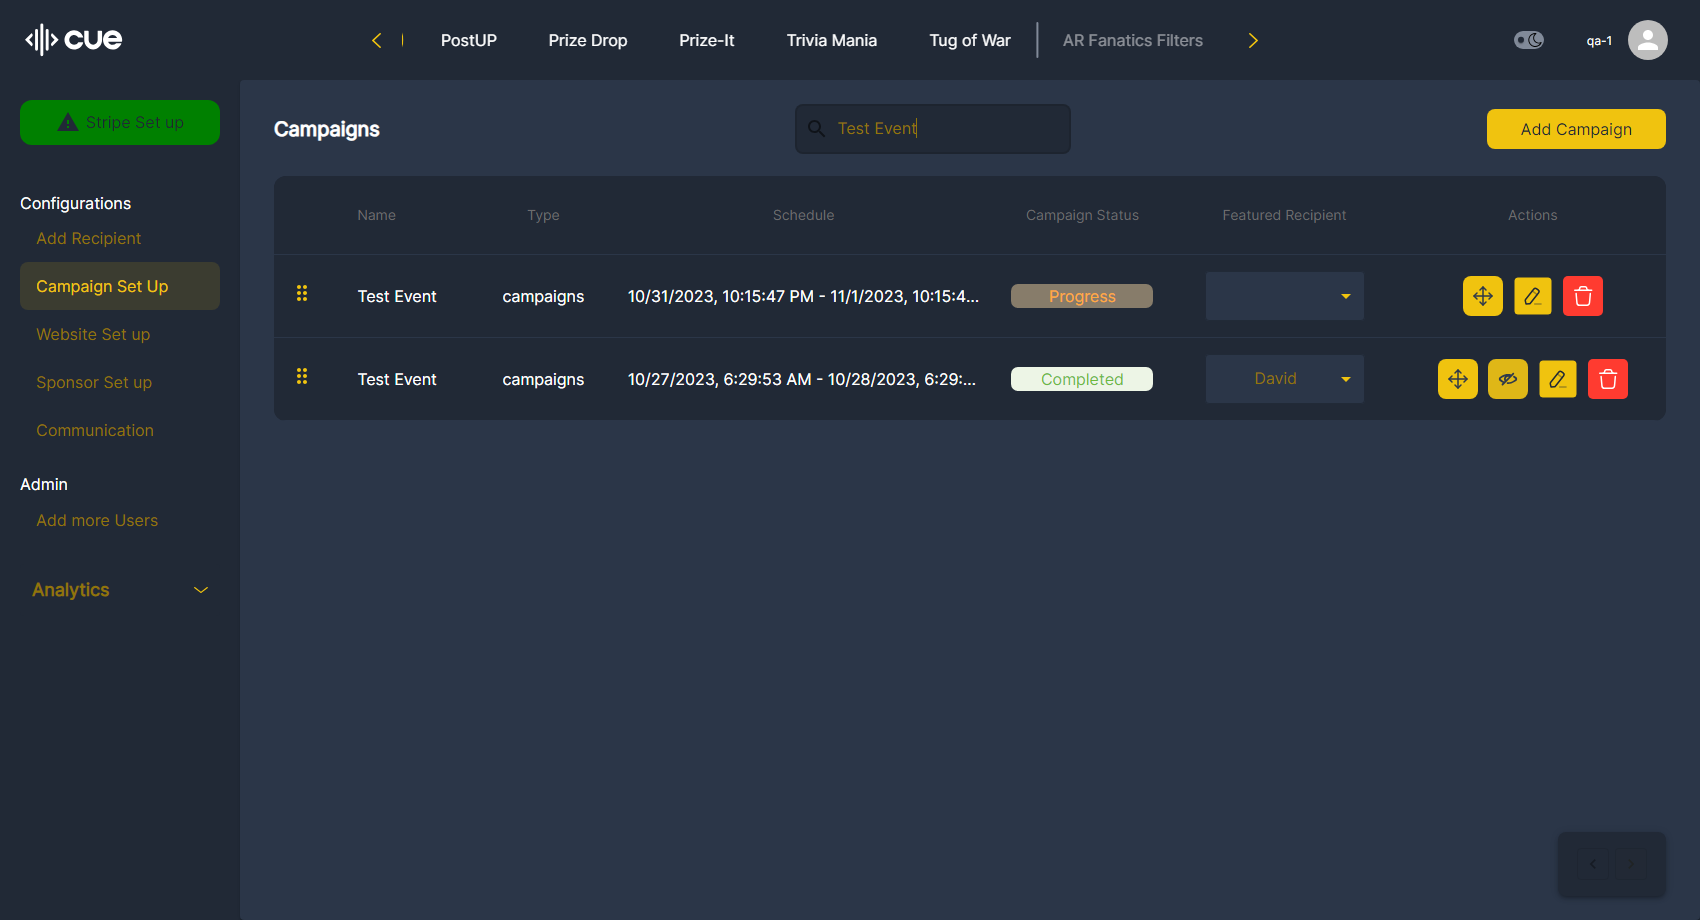 cue
PostUP
Prize Drop
Prize-It
Trivia Mania
Tug of War
AR Fanatics Filters
qa-1
Stripe Set up
Configurations
Add Recipient
Campaign Set Up
Website Set up
Sponsor Set up
Communication
Admin
Add more Users
Analytics
Campaigns
Test Event
Add Campaign
Name Type Schedule Campaign Status Featured Recipient Actions
Test Event campaigns 10/31/2023, 10:15:47 PM - 11/1/2023, 10:15:4... Progress
Test Event campaigns 10/27/2023, 6:29:53 AM - 10/28/2023, 6:29:... Completed David